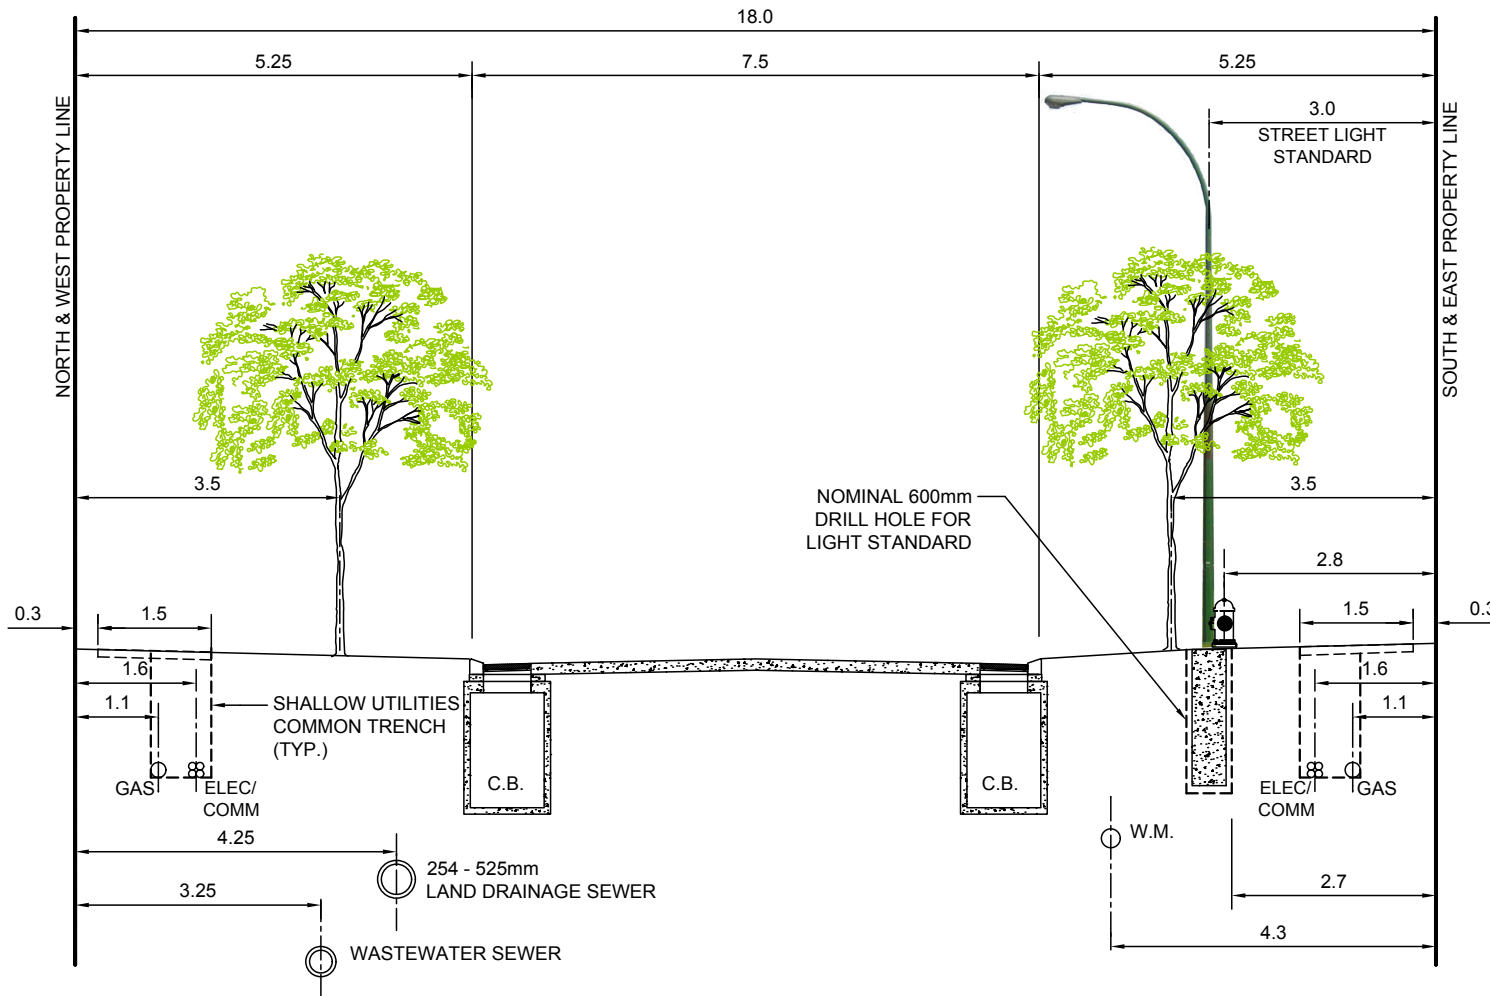 18.0
5.25
7.5
5.25
3.0
STREET LIGHT
STANDARD
NORTH & WEST PROPERTY LINE
SOUTH & EAST PROPERTY LINE
3.5
NOMINAL 600mm
DRILL HOLE FOR
LIGHT STANDARD
3.5
2.8
0.3
1.5
1.5
0.3
1.6
1.6
1.1
SHALLOW UTILITIES
COMMON TRENCH
(TYP.)
1.1
GAS
ELEC/
COMM
C.B.
C.B.
ELEC/
COMM
GAS
4.25
W.M.
254 - 525mm
LAND DRAINAGE SEWER
3.25
2.7
4.3
WASTEWATER SEWER